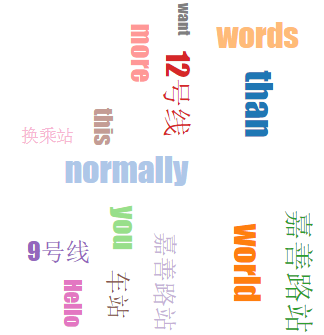 want
more
words
12号线
than
this
换乘站
normally
you
嘉善路站
world
嘉善路站
9号线
车站
Hello